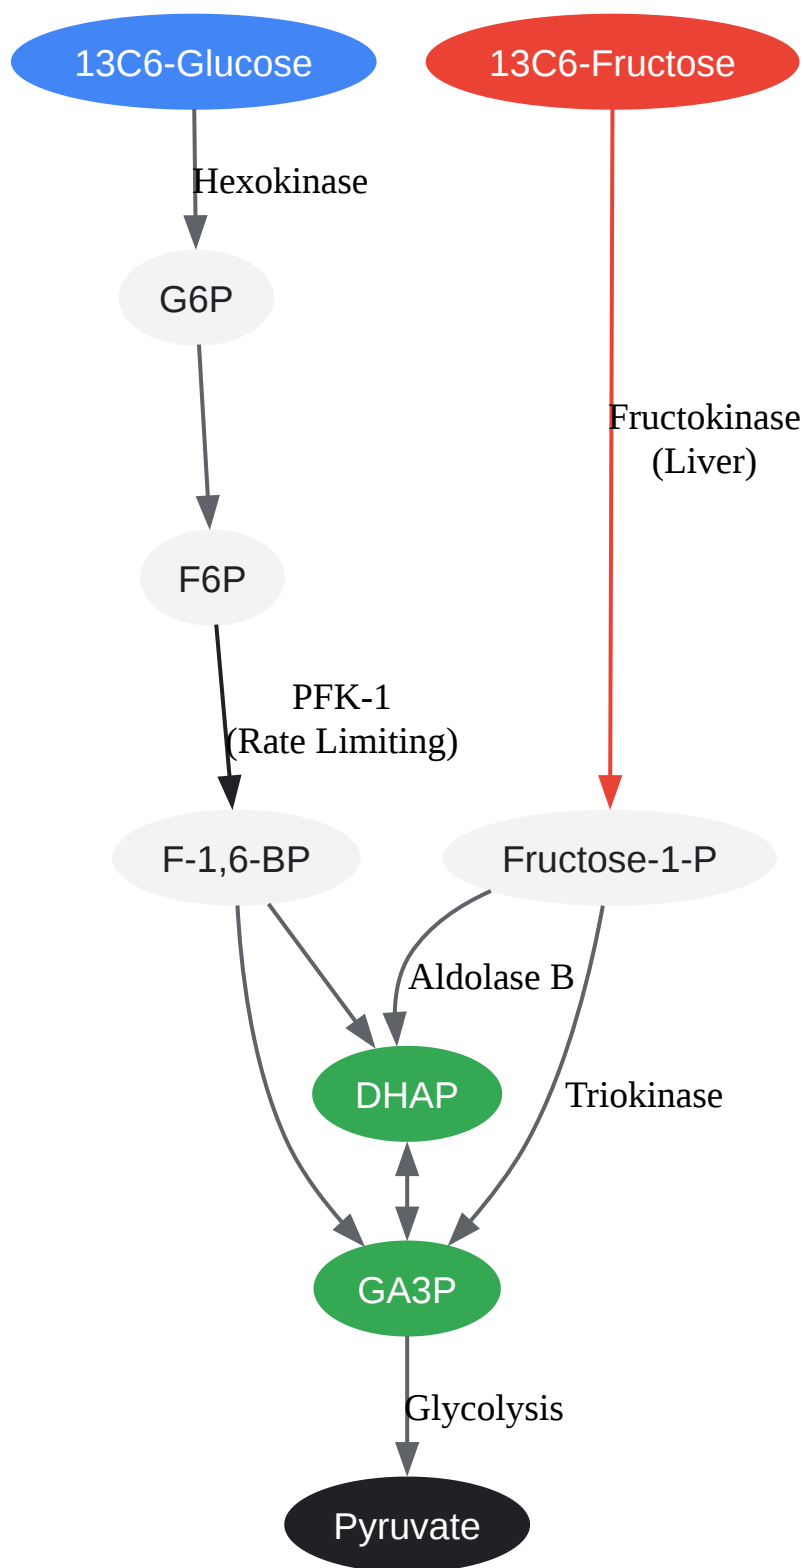 13C6-Glucose
13C6-Fructose
Hexokinase
G6P
Fructokinase
(Liver)
F6P
PFK-1
(Rate Limiting)
F-1,6-BP
Fructose-1-P
Aldolase B
DHAP
Triokinase
GA3P
Glycolysis
Pyruvate